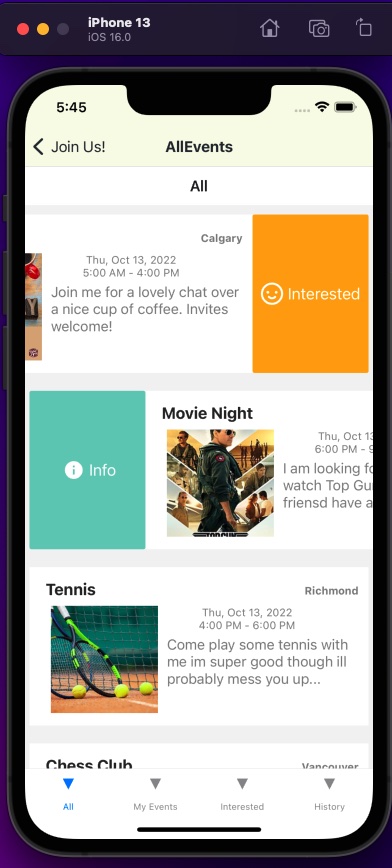 iPhone 13
iOS 16.0
5:45
Join Us!
AllEvents
All
Calgary
Thu, Oct 13, 2022
5:00 AM - 4:00 PM
Join me for a lovely chat over
a nice cup of coffee. Invites
welcome!
Interested
Info
Movie Night
Thu, Oct 13
6:00 PM - 9
I am looking fo
watch Top Gun
friensd have a
TOP GUN
Tennis
Richmond
Thu, Oct 13, 2022
4:00 PM - 6:00 PM
Come play some tennis with
me im super good though ill
probably mess you up...
Chess Club
Vancouver
All
My Events
Interested
History